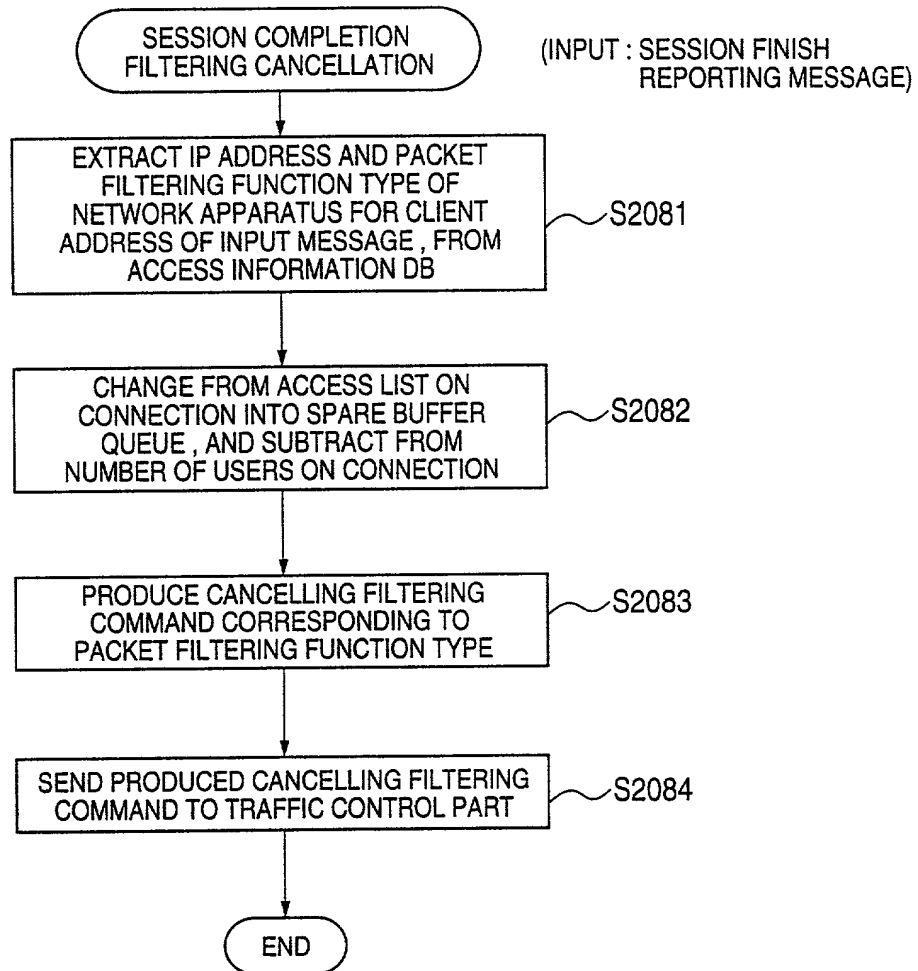 SESSION COMPLETION
FILTERING CANCELLATION
(INPUT : SESSION FINISH
REPORTING MESSAGE)
EXTRACT IP ADDRESS AND PACKET
FILTERING FUNCTION TYPE OF
NETWORK APPARATUS FOR CLIENT
ADDRESS OF INPUT MESSAGE , FROM
ACCESS INFORMATION DB
S2081
CHANGE FROM ACCESS LIST ON
CONNECTION INTO SPARE BUFFER
QUEUE , AND SUBTRACT FROM
NUMBER OF USERS ON CONNECTION
S2082
PRODUCE CANCELLING FILTERING
COMMAND CORRESPONDING TO
PACKET FILTERING FUNCTION TYPE
S2083
SEND PRODUCED CANCELLING FILTERING
COMMAND TO TRAFFIC CONTROL PART
S2084
END